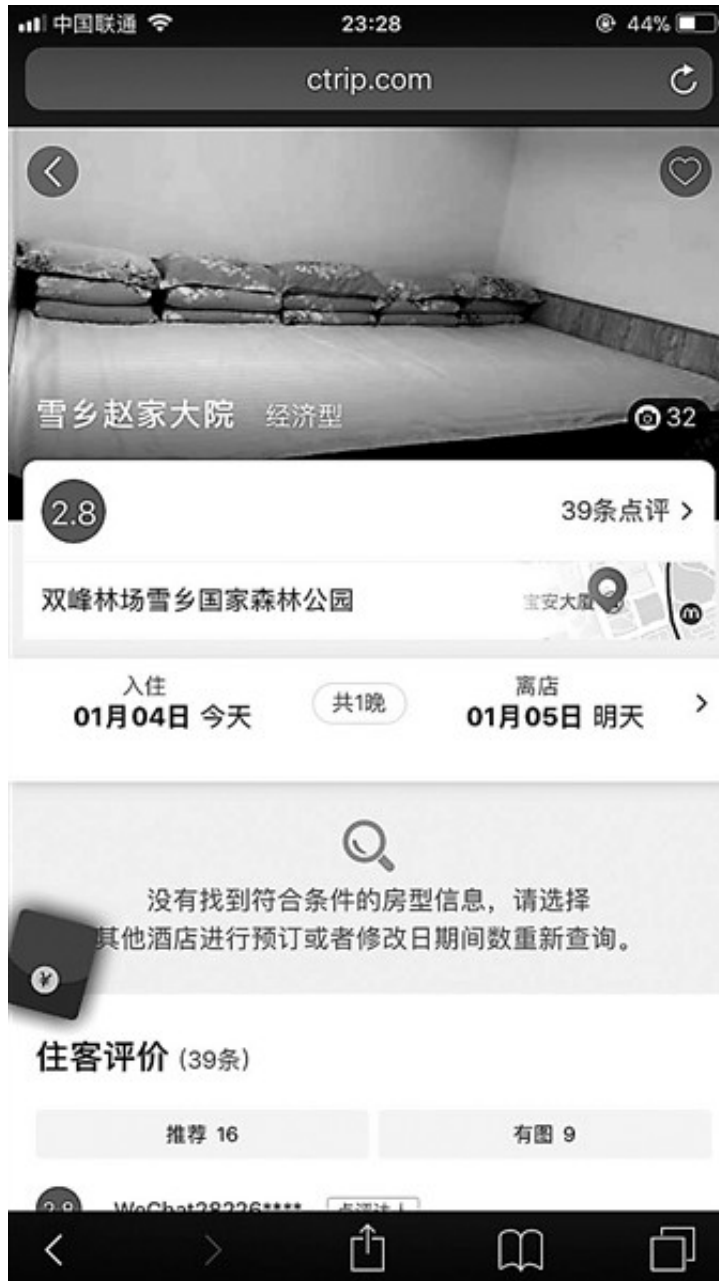 中国联通 23:28 44%
ctrip.com
雪乡赵家大院 经济型 32
2.8 39条点评
双峰林场雪乡国家森林公园 宝安大厦
入住 离店
01月04日 今天 共1晚 01月05日 明天
没有找到符合条件的房型信息，请选择
其他酒店进行预订或者修改日期间数重新查询。
¥
住客评价 (39条)
推荐 16 有图 9
WeChat28226**** 点评达人